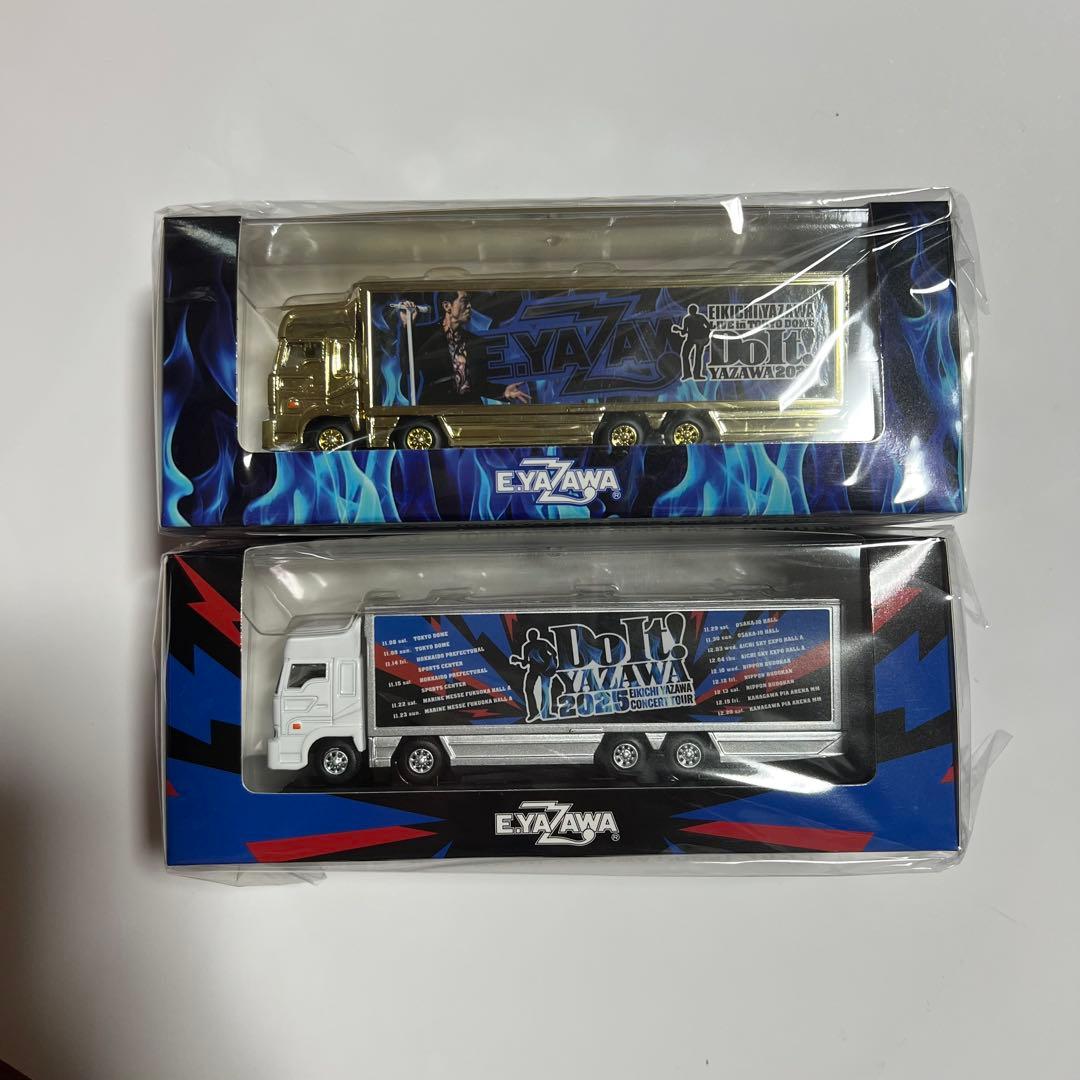 E.YAZAWA
EIKICHI YAZAWA
LIVE in TOKYO DOME
Do It!
YAZAWA
E.YAZAWA®
11.08 sat. TOKYO DOME
11.09 sun. TOKYO DOME
11.14 fri. HOKKAIDO PREFECTURAL
SPORTS CENTER
11.15 sat. HOKKAIDO PREFECTURAL
SPORTS CENTER
11.22 sat. MARINE MESSE FUKUOKA HALL A
11.23 sun. MARINE MESSE FUKUOKA HALL A
Do It!
YAZAWA
2025
EIKICHI YAZAWA
CONCERT TOUR
11.29 sat. OSAKA-JO HALL
11.30 sun. OSAKA-JO HALL
12.03 wed. AICHI SKY EXPO HALL A
12.04 thu. AICHI SKY EXPO HALL A
12.10 wed. NIPPON BUDOKAN
12.12 fri. NIPPON BUDOKAN
12.13 sat. NIPPON BUDOKAN
12.19 fri. KANAGAWA PIA ARENA MM
12.20 sat. KANAGAWA PIA ARENA MM
E.YAZAWA®